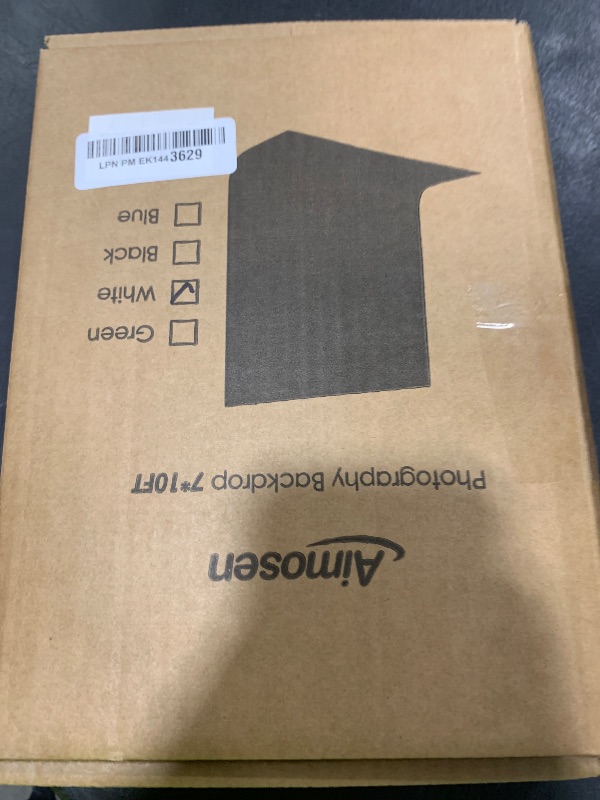 Aimosen
Photography Backdrop 7*10FT
Green
White
Black
Blue
LPN PM EK1443629